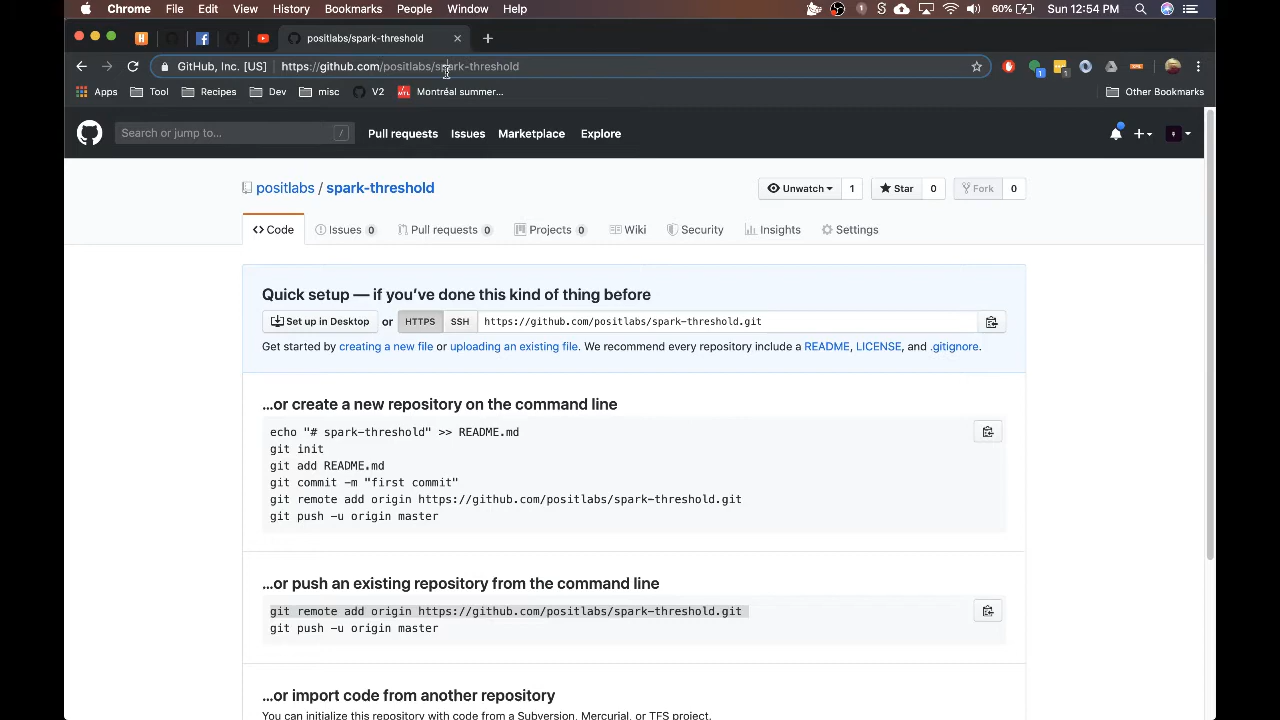 Chrome File Edit View History Bookmarks People Window Help 60% Sun 12:54 PM
positlabs/spark-threshold
GitHub, Inc. [US] https://github.com/positlabs/spark-threshold
Apps Tool Recipes Dev misc V2 Montréal summer... Other Bookmarks
Search or jump to... / Pull requests Issues Marketplace Explore
positlabs / spark-threshold Unwatch 1 Star 0 Fork 0
Code Issues 0 Pull requests 0 Projects 0 Wiki Security Insights Settings
Quick setup — if you've done this kind of thing before
Set up in Desktop or HTTPS SSH https://github.com/positlabs/spark-threshold.git
Get started by creating a new file or uploading an existing file. We recommend every repository include a README, LICENSE, and .gitignore.
...or create a new repository on the command line
echo "# spark-threshold" >> README.md
git init
git add README.md
git commit -m "first commit"
git remote add origin https://github.com/positlabs/spark-threshold.git
git push -u origin master
...or push an existing repository from the command line
git remote add origin https://github.com/positlabs/spark-threshold.git
git push -u origin master
...or import code from another repository
You can initialize this repository with code from a Subversion, Mercurial, or TFS project.